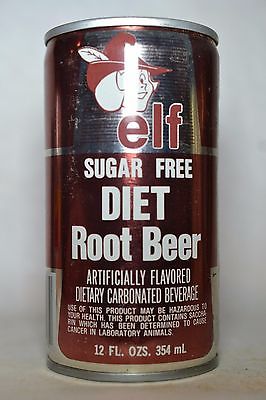 elf
SUGAR FREE
DIET
Root Beer
ARTIFICIALLY FLAVORED
DIETARY CARBONATED BEVERAGE
USE OF THIS PRODUCT MAY BE HAZARDOUS TO
YOUR HEALTH. THIS PRODUCT CONTAINS SACCHA-
RIN WHICH HAS BEEN DETERMINED TO CAUSE
CANCER IN LABORATORY ANIMALS.
12 FL. OZS. 354 mL